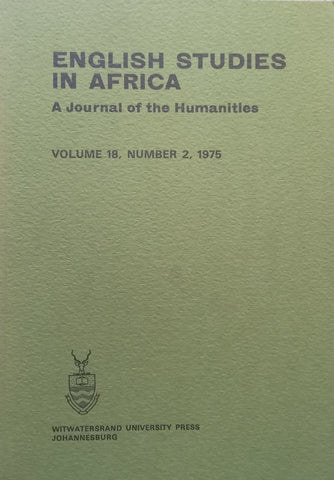 ENGLISH STUDIES
IN AFRICA
A Journal of the Humanities
VOLUME 18, NUMBER 2, 1975
WITWATERSRAND UNIVERSITY PRESS
JOHANNESBURG